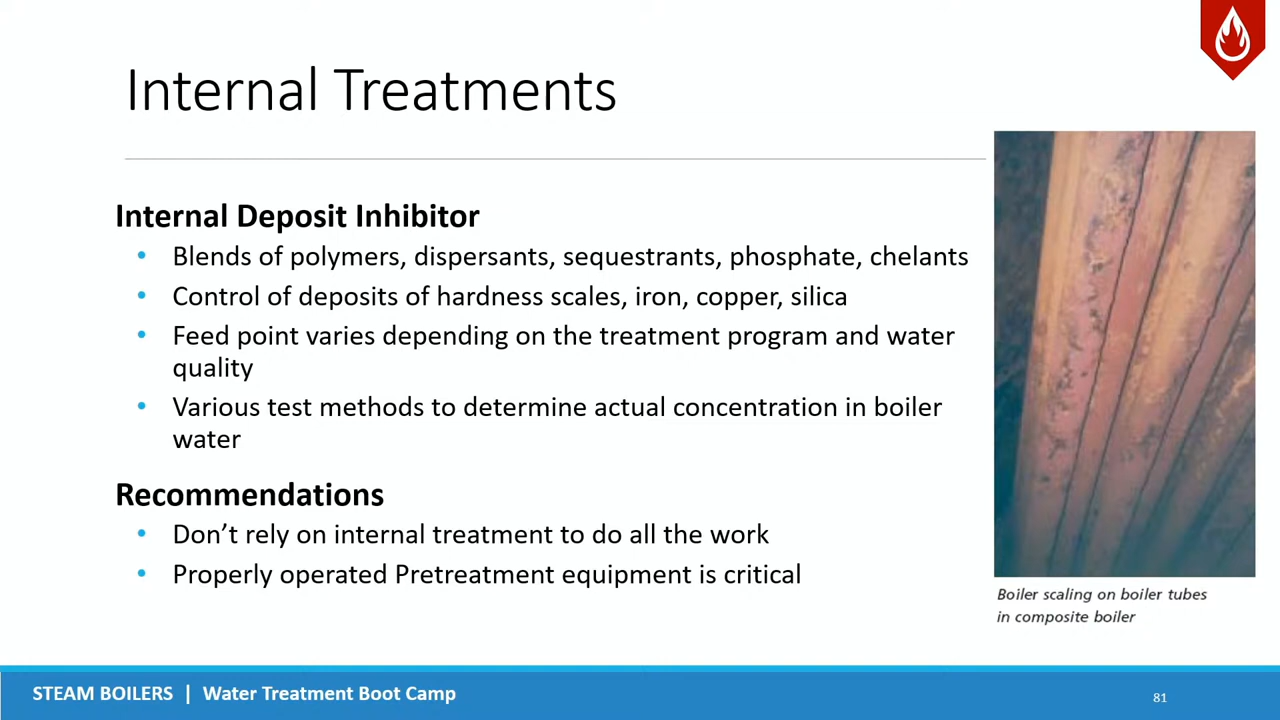 Internal Treatments
Internal Deposit Inhibitor
• Blends of polymers, dispersants, sequestrants, phosphate, chelants
• Control of deposits of hardness scales, iron, copper, silica
• Feed point varies depending on the treatment program and water
quality
• Various test methods to determine actual concentration in boiler
water
Recommendations
• Don’t rely on internal treatment to do all the work
• Properly operated Pretreatment equipment is critical
Boiler scaling on boiler tubes
in composite boiler
STEAM BOILERS | Water Treatment Boot Camp
81